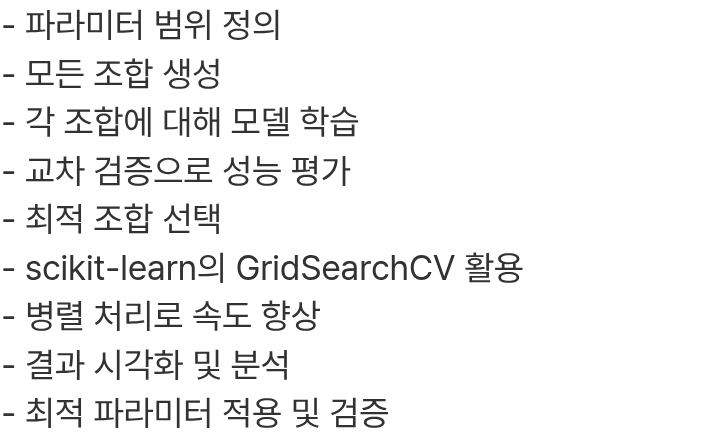 - 파라미터 범위 정의
- 모든 조합 생성
- 각 조합에 대해 모델 학습
- 교차 검증으로 성능 평가
- 최적 조합 선택
- scikit-learn의 GridSearchCV 활용
- 병렬 처리로 속도 향상
- 결과 시각화 및 분석
- 최적 파라미터 적용 및 검증